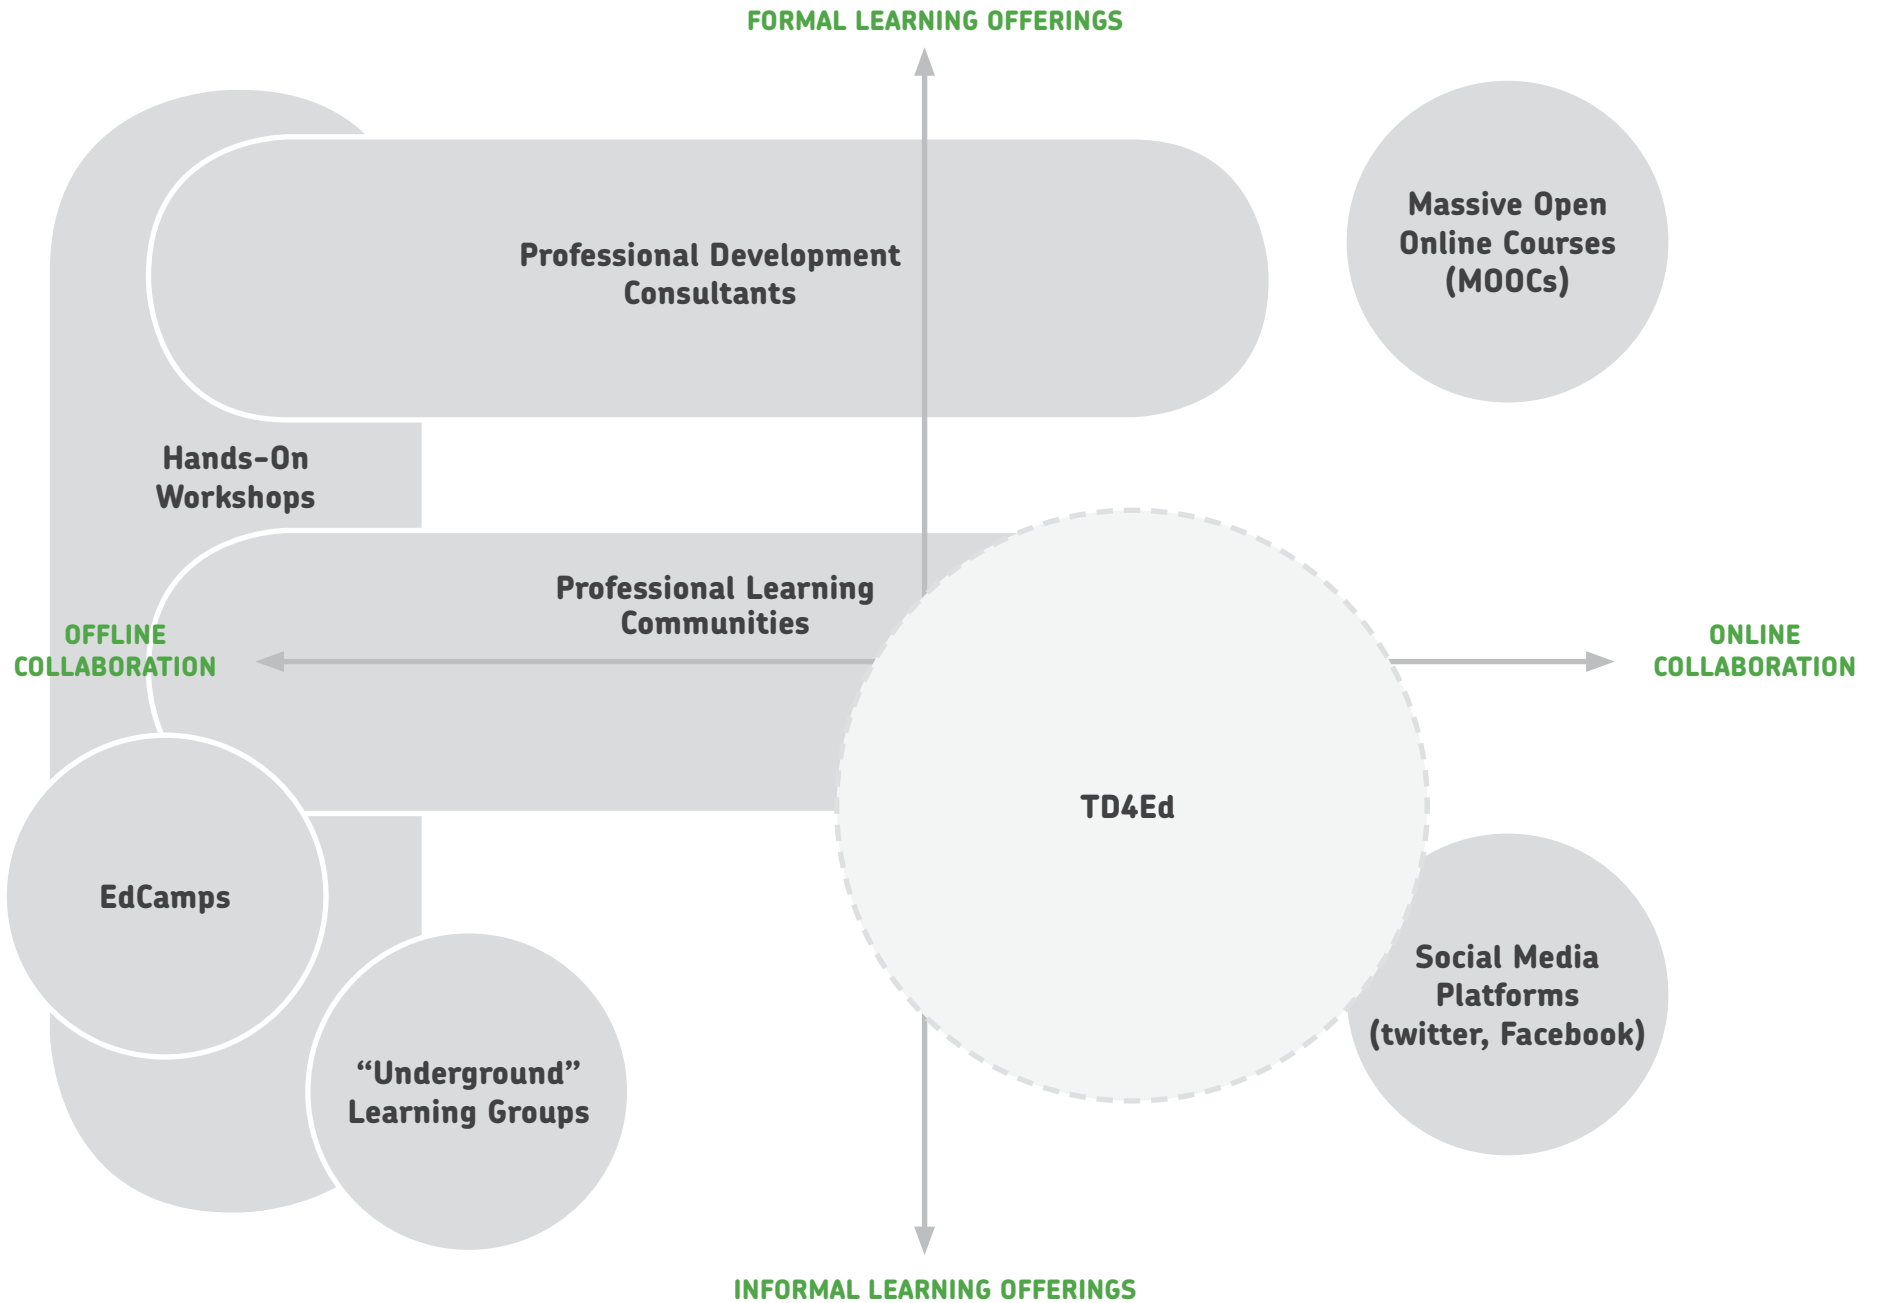 FORMAL LEARNING OFFERINGS
Massive Open
Online Courses
(MOOCs)
Professional Development
Consultants
Hands-On
Workshops
Professional Learning
Communities
OFFLINE
COLLABORATION
ONLINE
COLLABORATION
TD4Ed
EdCamps
Social Media
Platforms
(twitter, Facebook)
“Underground”
Learning Groups
INFORMAL LEARNING OFFERINGS